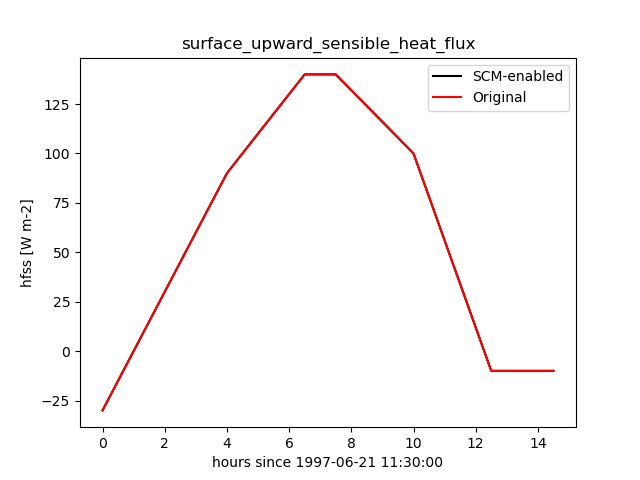 surface_upward_sensible_heat_flux
SCM-enabled
Original
hfss [W m-2]
125
100
75
50
25
0
−25
0 2 4 6 8 10 12 14
hours since 1997-06-21 11:30:00